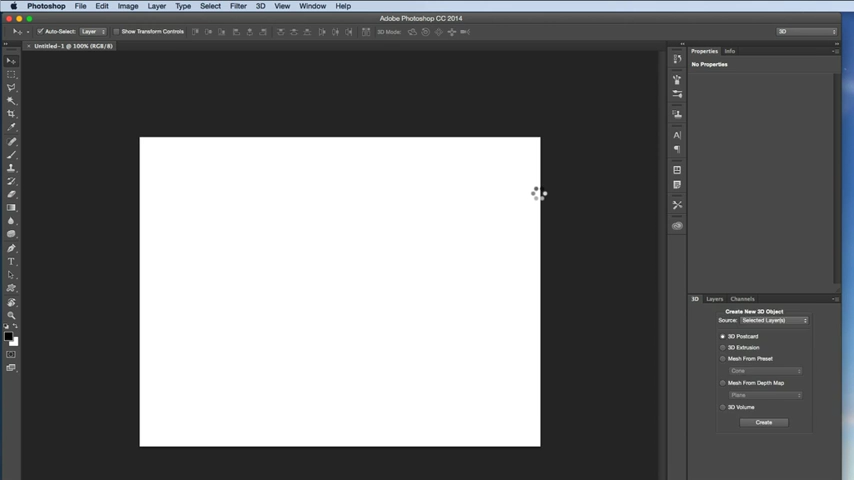 Photoshop File Edit Image Layer Type Select Filter 3D View Window Help
Adobe Photoshop CC 2014
Auto-Select: Layer Show Transform Controls 3D Mode: 3D
Untitled-1 @ 100% (RGB/8)
Properties Info
No Properties
3D Layers Channels
Create New 3D Object
Source: Selected Layer(s)
3D Postcard
3D Extrusion
Mesh From Preset
Cone
Mesh From Depth Map
Plane
3D Volume
Create